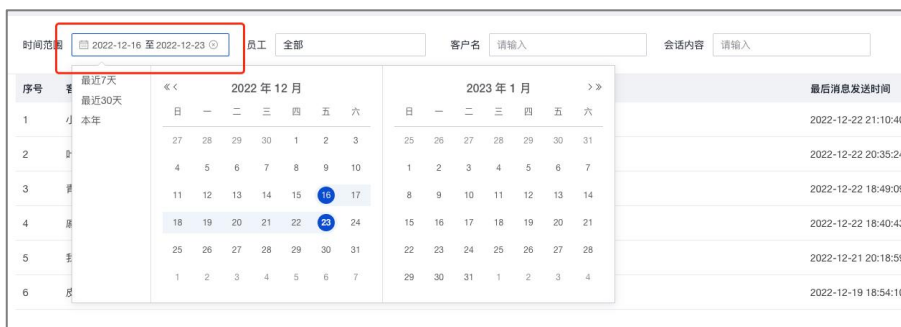 时间范围 2022-12-16 至 2022-12-23 员工 全部 客户名 请输入 会话内容 请输入
序号 最后消息发送时间
最近7天
最近30天
本年
« < 2022 年 12 月
日 一 二 三 四 五 六
27 28 29 30 1 2 3
4 5 6 7 8 9 10
11 12 13 14 15 16 17
18 19 20 21 22 23 24
25 26 27 28 29 30 31
1 2 3 4 5 6 7
2023 年 1 月 > »
日 一 二 三 四 五 六
25 26 27 28 29 30 31
1 2 3 4 5 6 7
8 9 10 11 12 13 14
15 16 17 18 19 20 21
22 23 24 25 26 27 28
29 30 31 1 2 3 4
1 小 2022-12-22 21:10:40
2 2022-12-22 20:35:24
3 2022-12-22 18:49:09
4 2022-12-22 18:40:43
5 2022-12-21 20:18:59
6 2022-12-19 18:54:10